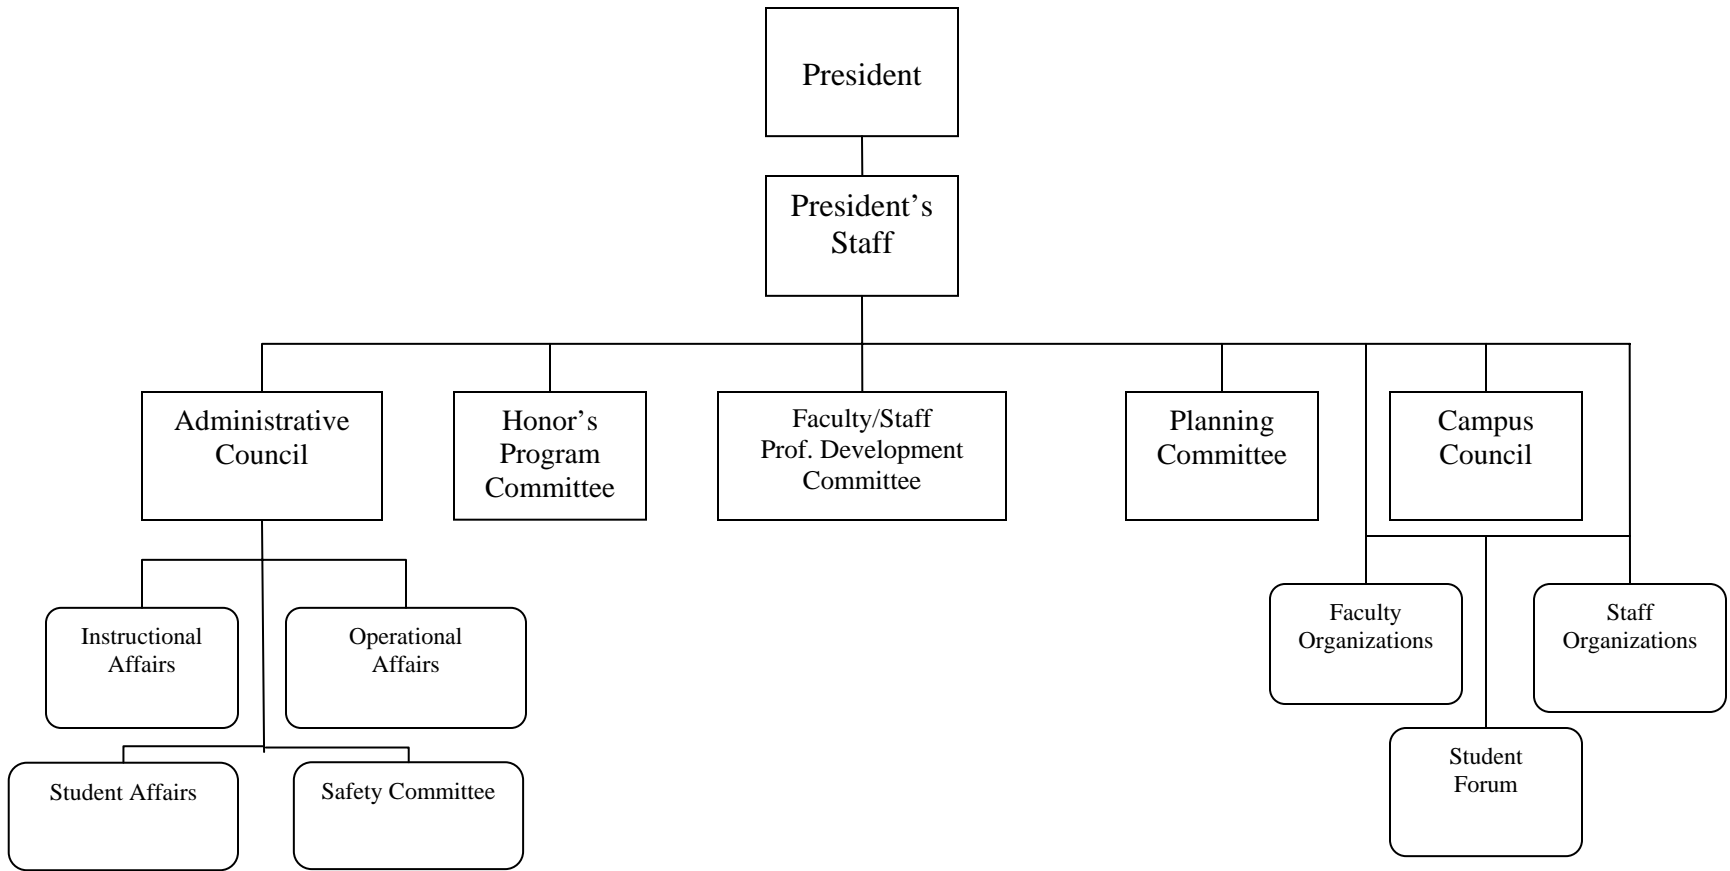 President
President’s
Staff
Administrative
Council
Honor’s
Program
Committee
Faculty/Staff
Prof. Development
Committee
Planning
Committee
Campus
Council
Instructional
Affairs
Operational
Affairs
Faculty
Organizations
Staff
Organizations
Student Affairs
Safety Committee
Student
Forum